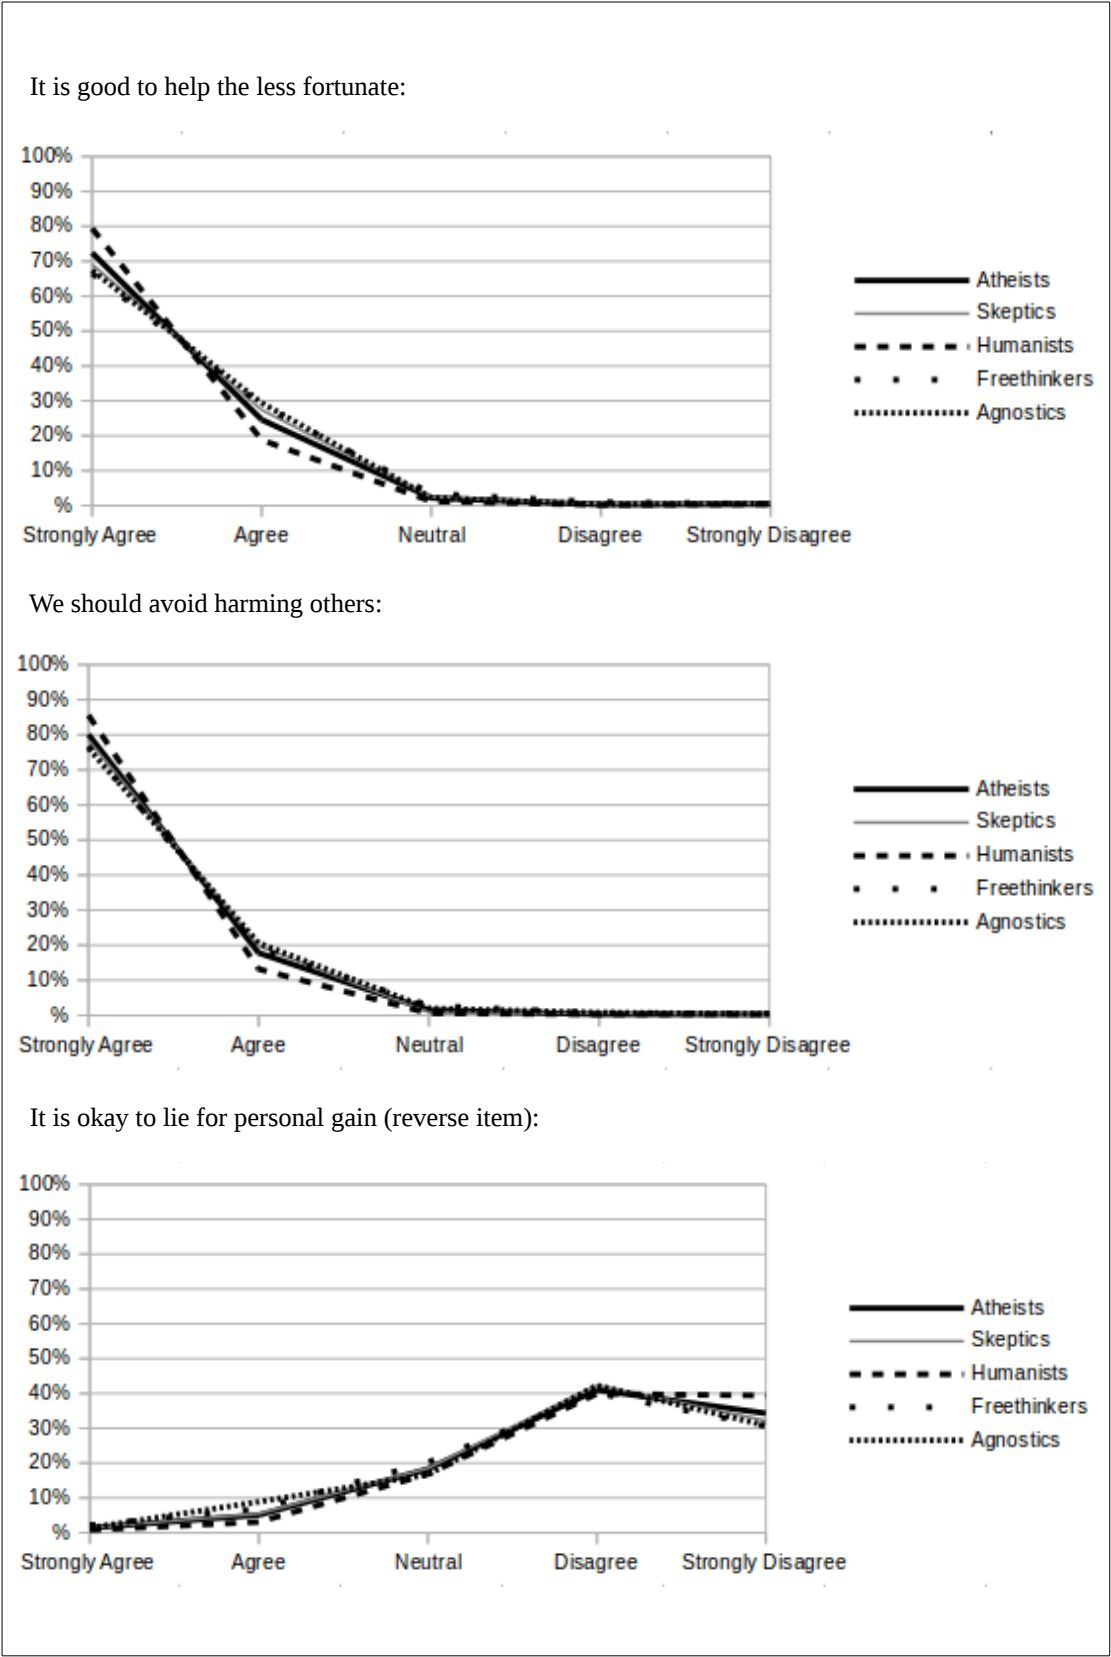 It is good to help the less fortunate:
100%
90%
80%
70%
60%
50%
40%
30%
20%
10%
%
Strongly Agree Agree Neutral Disagree Strongly Disagree
Atheists
Skeptics
Humanists
Freethinkers
Agnostics
We should avoid harming others:
100%
90%
80%
70%
60%
50%
40%
30%
20%
10%
%
Strongly Agree Agree Neutral Disagree Strongly Disagree
Atheists
Skeptics
Humanists
Freethinkers
Agnostics
It is okay to lie for personal gain (reverse item):
100%
90%
80%
70%
60%
50%
40%
30%
20%
10%
%
Strongly Agree Agree Neutral Disagree Strongly Disagree
Atheists
Skeptics
Humanists
Freethinkers
Agnostics